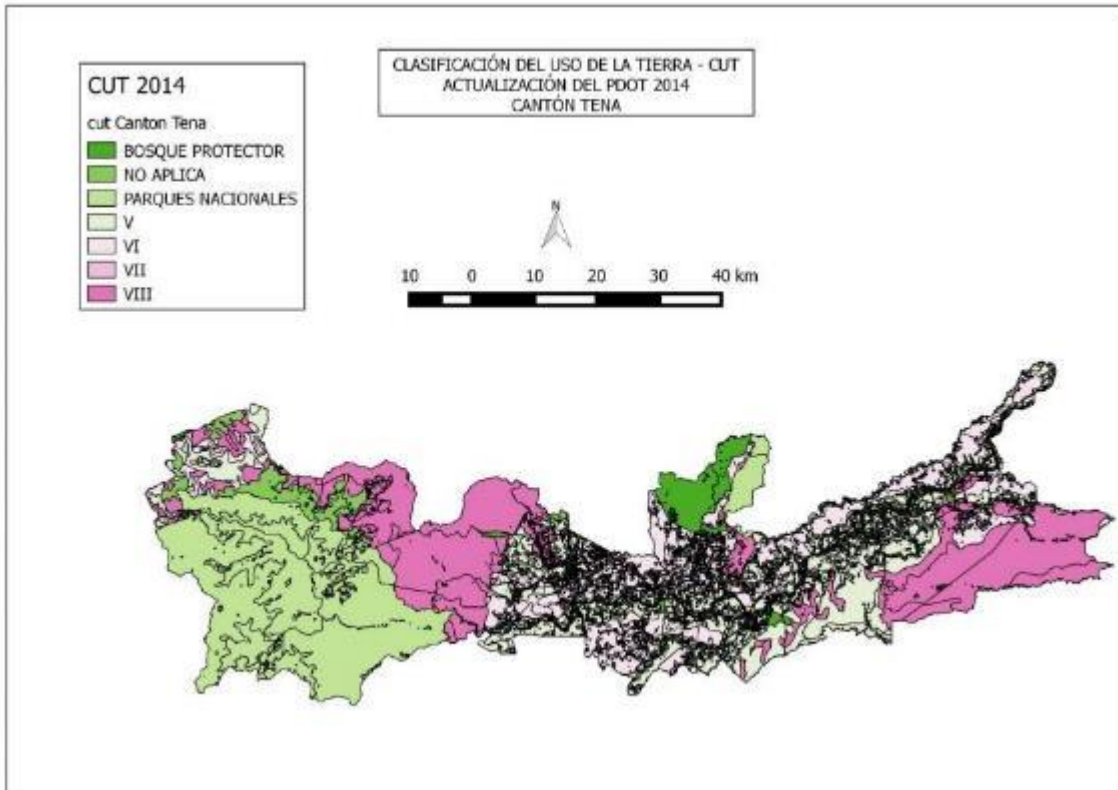 CLASIFICACIÓN DEL USO DE LA TIERRA - CUT
ACTUALIZACIÓN DEL PDOT 2014
CANTÓN TENA
CUT 2014
cut Canton Tena
BOSQUE PROTECTOR
NO APLICA
PARQUES NACIONALES
V
VI
VII
VIII
N
10 0 10 20 30 40 km